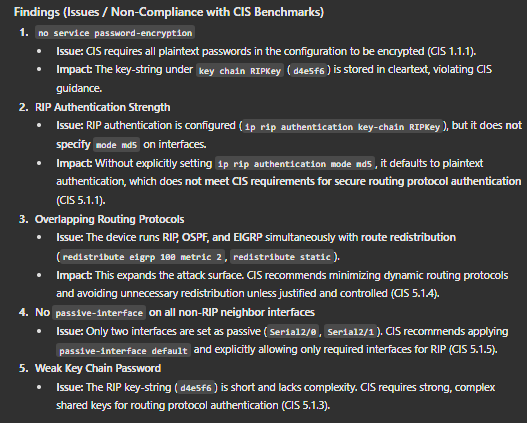 Findings (Issues / Non-Compliance with CIS Benchmarks)
1. no service password-encryption
• Issue: CIS requires all plaintext passwords in the configuration to be encrypted (CIS 1.1.1).
• Impact: The key-string under key chain RIPKey (d4e5f6) is stored in cleartext, violating CIS
guidance.
2. RIP Authentication Strength
• Issue: RIP authentication is configured (ip rip authentication key-chain RIPKey), but it does not
specify mode md5 on interfaces.
• Impact: Without explicitly setting ip rip authentication mode md5, it defaults to plaintext
authentication, which does not meet CIS requirements for secure routing protocol authentication
(CIS 5.1.1).
3. Overlapping Routing Protocols
• Issue: The device runs RIP, OSPF, and EIGRP simultaneously with route redistribution
(redistribute eigrp 100 metric 2, redistribute static).
• Impact: This expands the attack surface. CIS recommends minimizing dynamic routing protocols
and avoiding unnecessary redistribution unless justified and controlled (CIS 5.1.4).
4. No passive-interface on all non-RIP neighbor interfaces
• Issue: Only two interfaces are set as passive (Serial2/0, Serial2/1). CIS recommends applying
passive-interface default and explicitly allowing only required interfaces for RIP (CIS 5.1.5).
5. Weak Key Chain Password
• Issue: The RIP key-string (d4e5f6) is short and lacks complexity. CIS requires strong, complex
shared keys for routing protocol authentication (CIS 5.1.3).